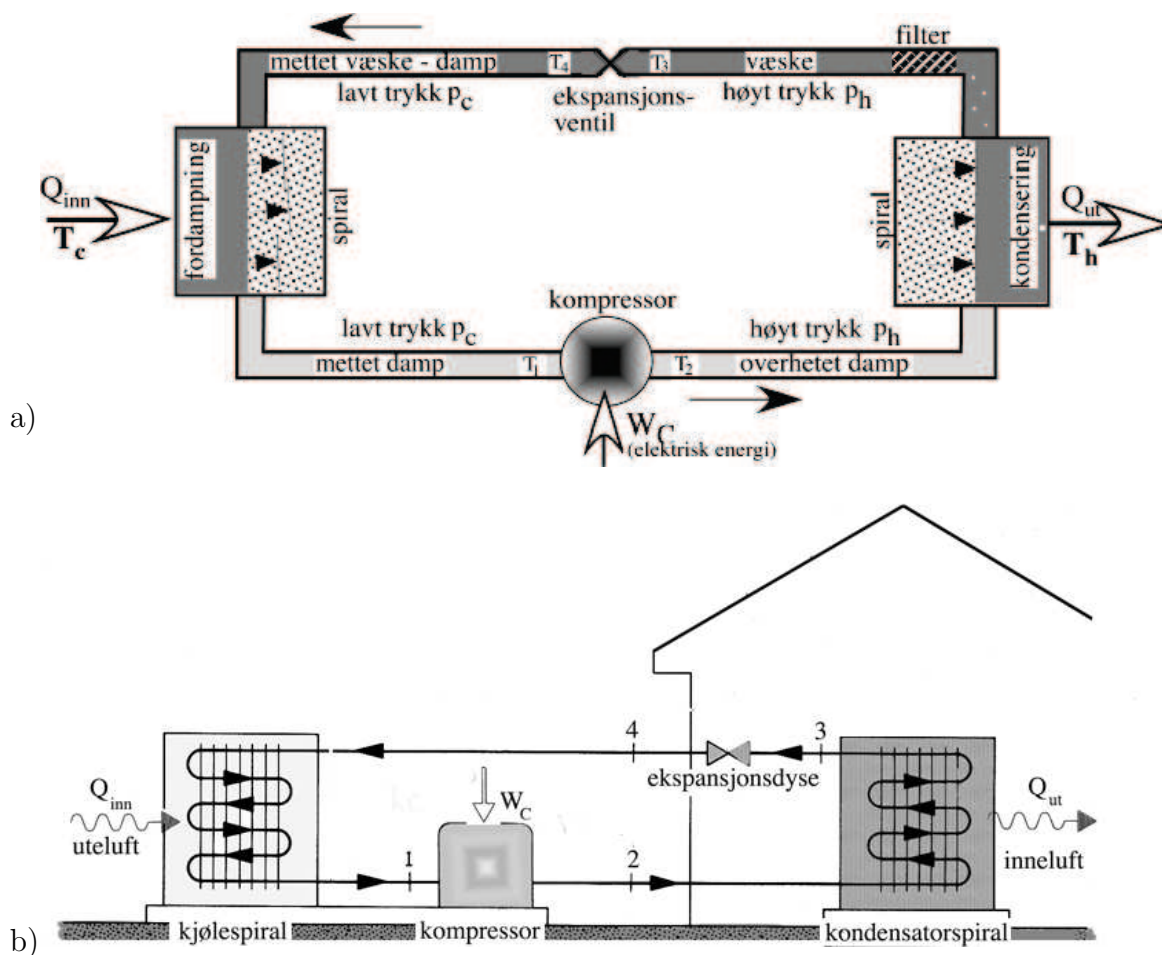 filter
mettet væske - damp T4 T3 væske
lavt trykk pc
ekspansjons-
ventil
høyt trykk ph
Qinn
Tc
fordampning
spiral
spiral
kondensering
Qut
Th
kompressor
lavt trykk pc
høyt trykk ph
mettet damp T1 T2 overhetet damp
a)
WC
(elektrisk energi)
4 3
ekspansjonsdyse
Qinn
uteluft
WC
Qut
inneluft
1 2
b)
kjølespiral kompressor kondensatorspiral